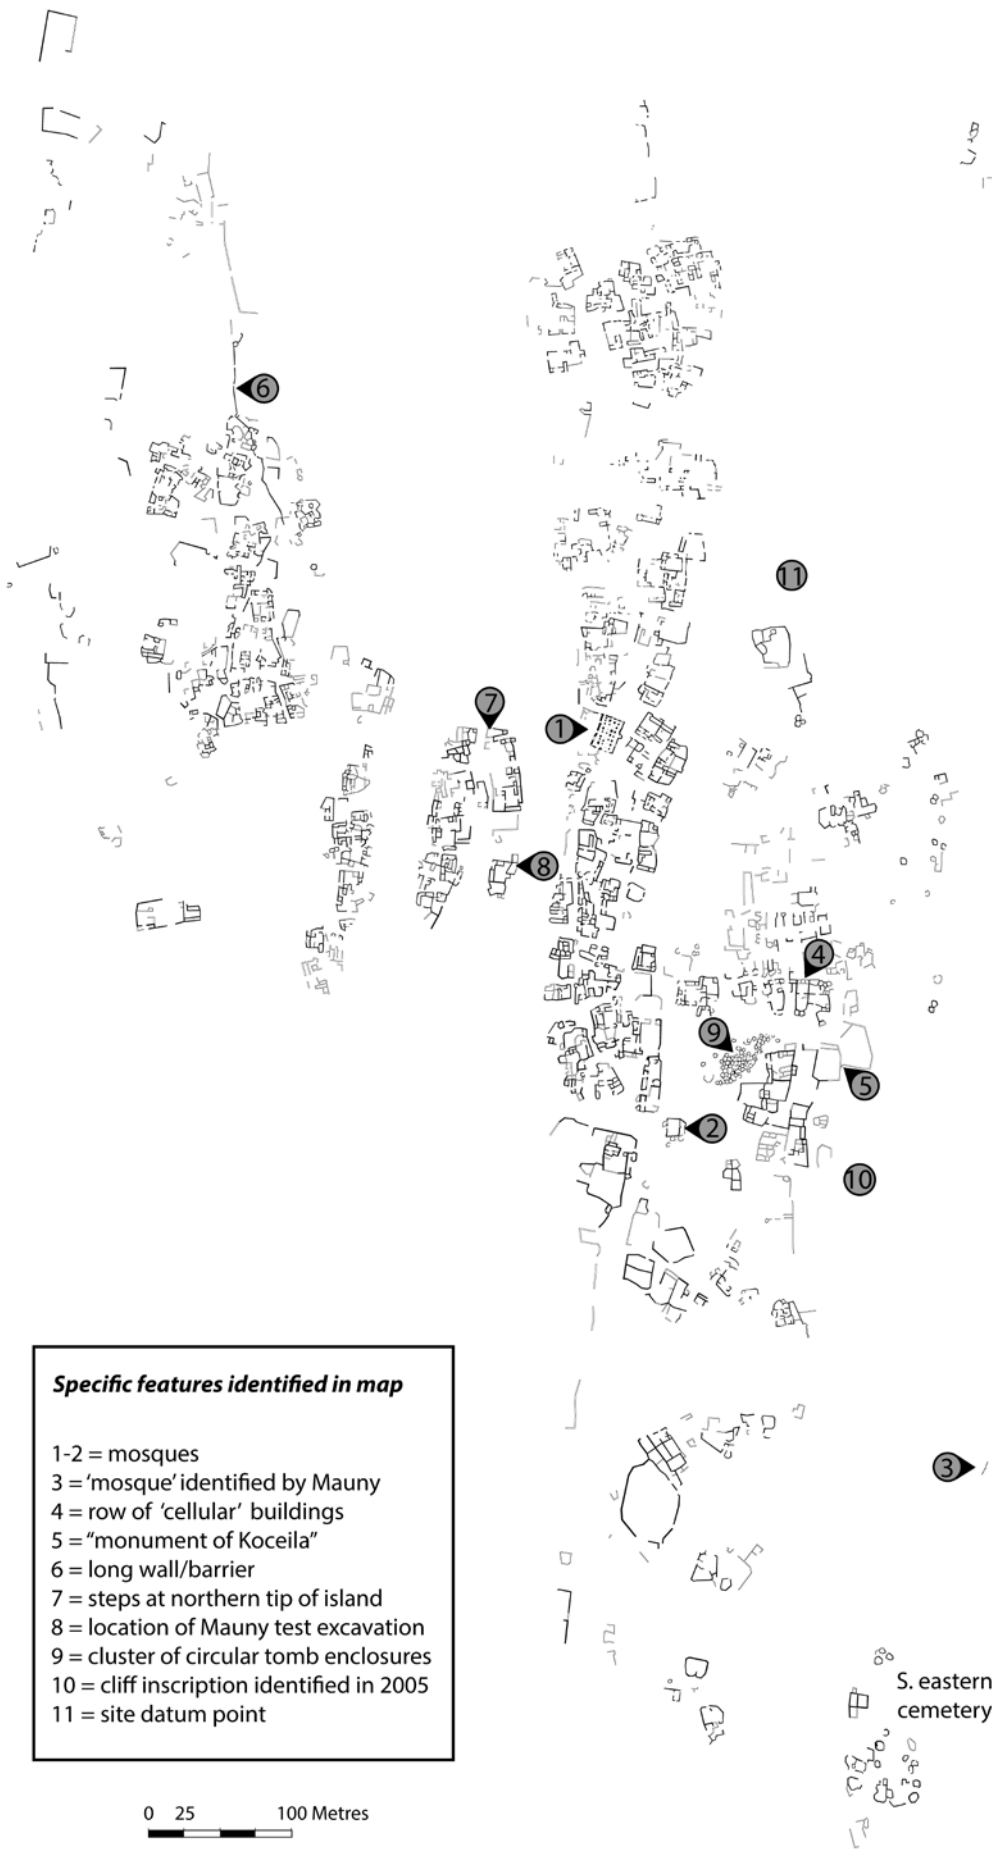 6
11
7
1
8
4
9
5
2
10
Specific features identified in map
1-2 = mosques
3 = 'mosque' identified by Mauny
4 = row of 'cellular' buildings
5 = “monument of Koceila”
6 = long wall/barrier
7 = steps at northern tip of island
8 = location of Mauny test excavation
9 = cluster of circular tomb enclosures
10 = cliff inscription identified in 2005
11 = site datum point
3
S. eastern
cemetery
0 25 100 Metres